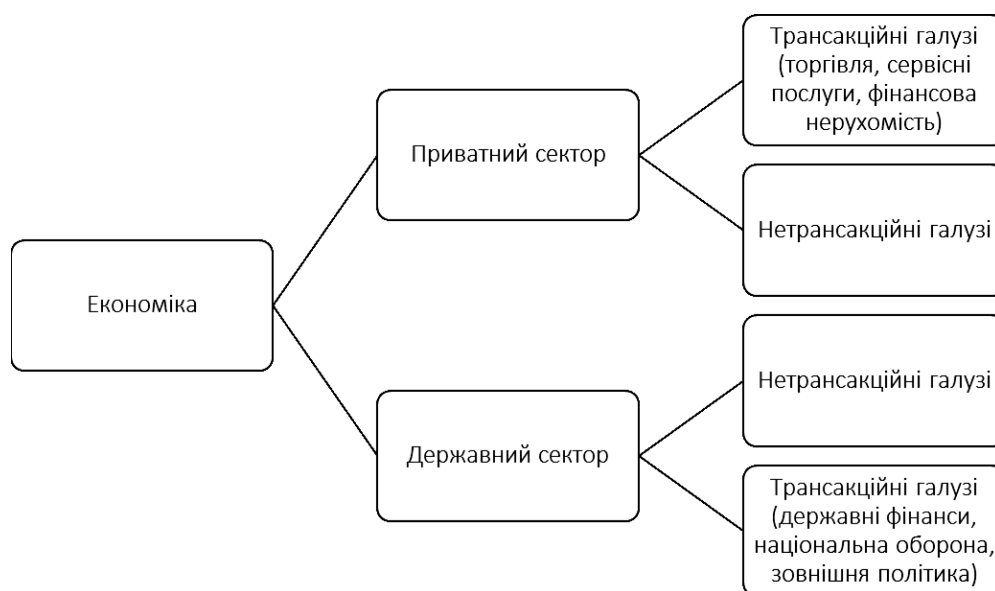 Економіка
Приватний сектор
Трансакційні галузі
(торгівля, сервісні
послуги, фінансова
нерухомість)
Нетрансакційні галузі
Державний сектор
Нетрансакційні галузі
Трансакційні галузі
(державні фінанси,
національна оборона,
зовнішня політика)